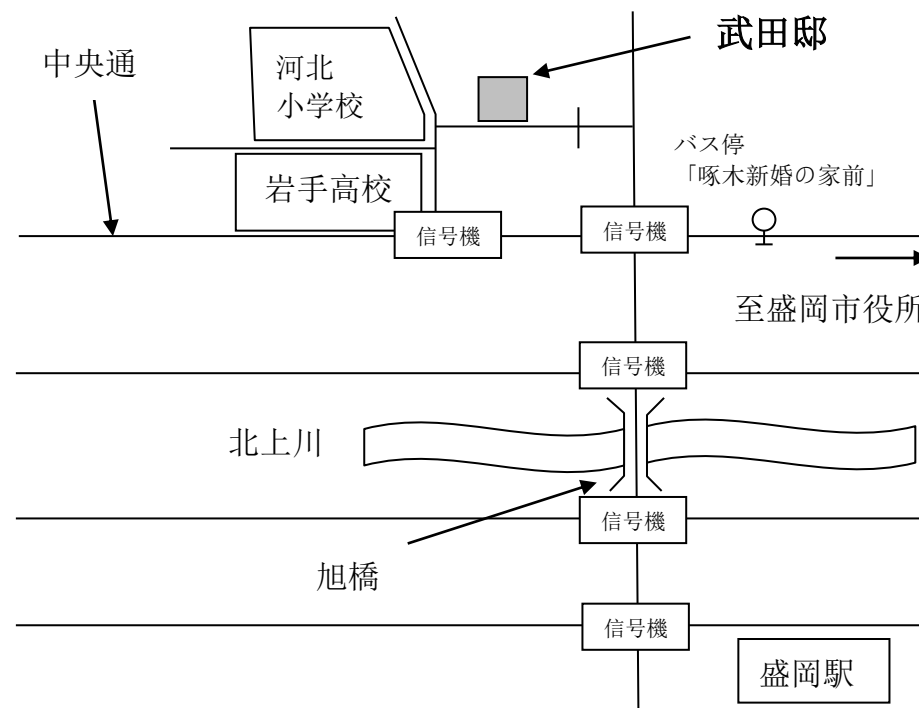 武田邸
中央通
河北
小学校
バス停
「啄木新婚の家前」
岩手高校
信号機
信号機
至盛岡市役所
信号機
北上川
信号機
旭橋
信号機
盛岡駅